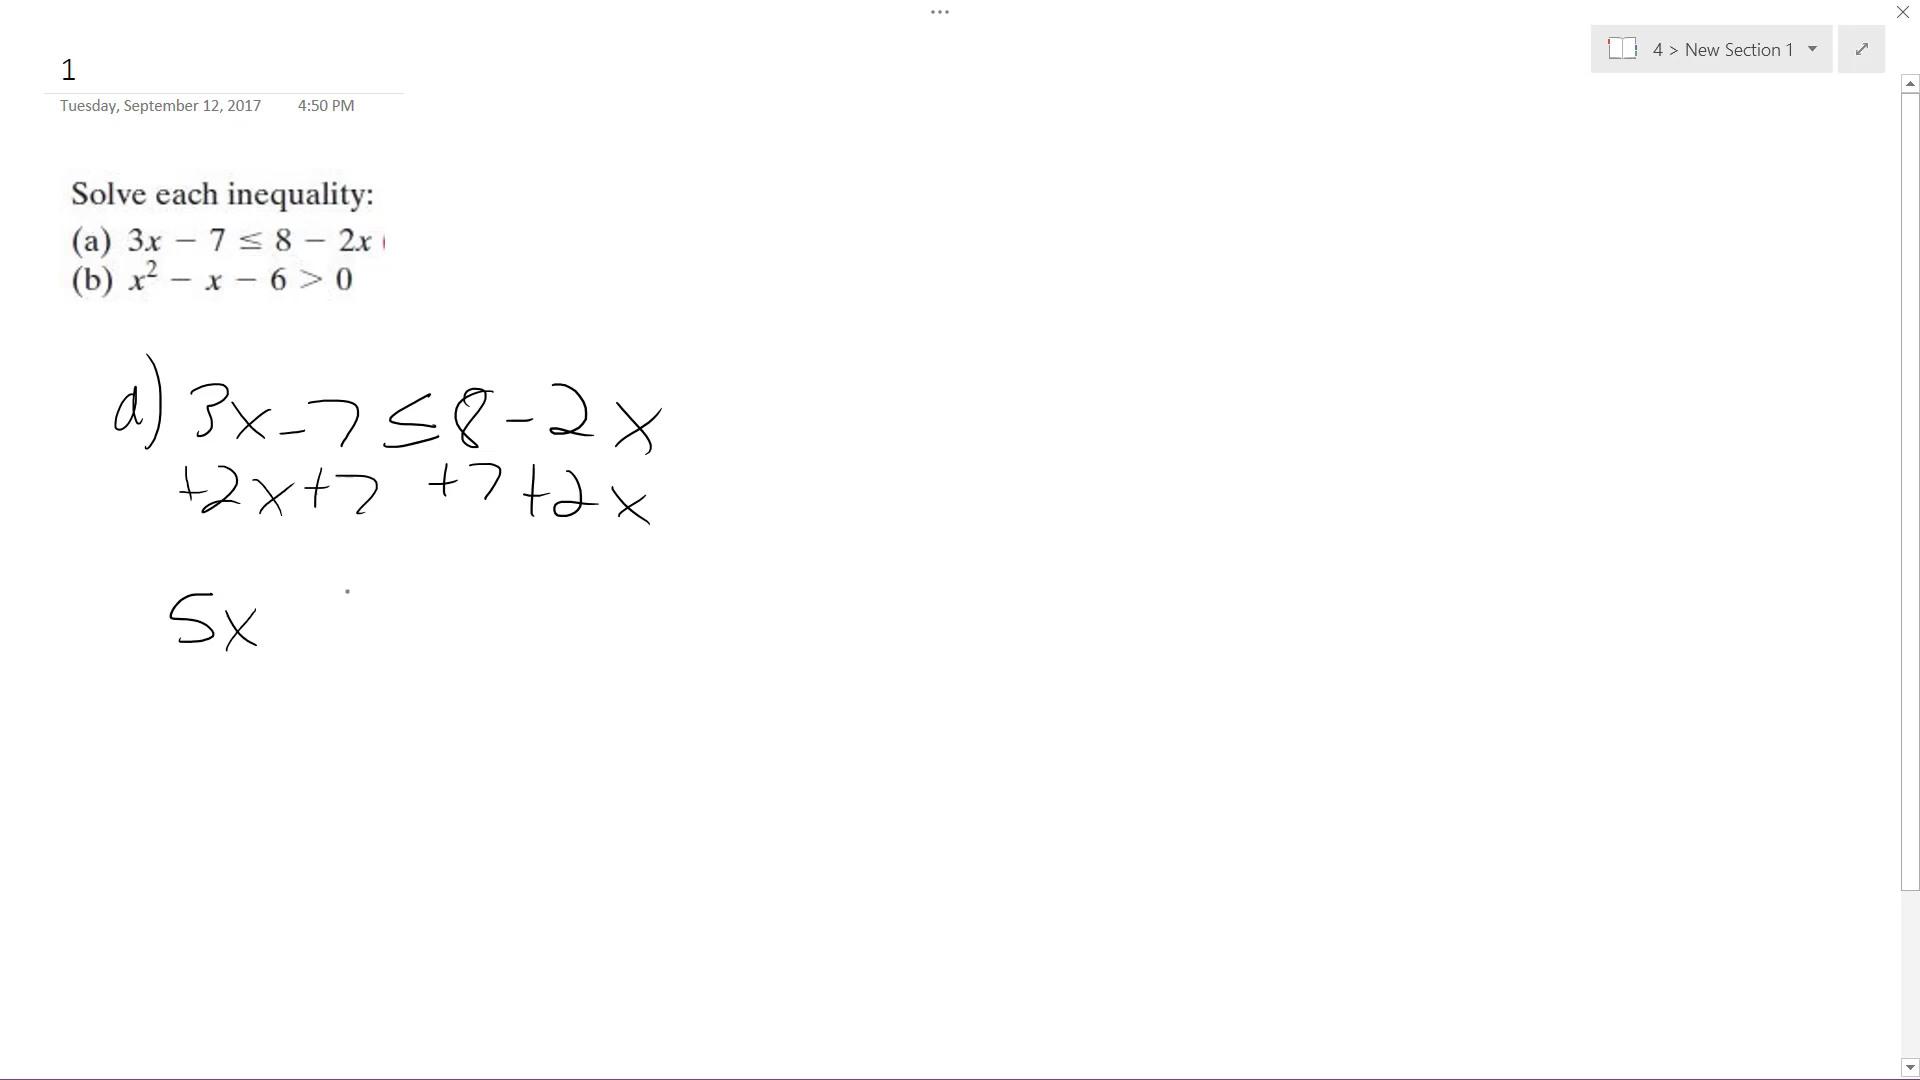 4 > New Section 1
1
Tuesday, September 12, 2017 4:50 PM
Solve each inequality:
(a) 3x − 7 ≤ 8 − 2x
(b) x² − x − 6 > 0
a) 3x - 7 ≤ 8 - 2x
+2x+7 +7+2x
5x